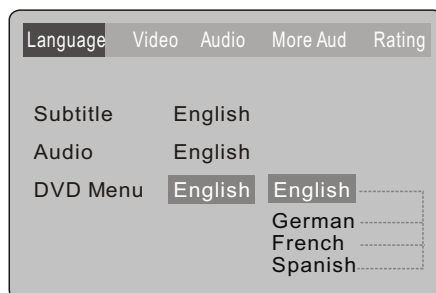 Language Video Audio More Aud Rating
Subtitle English
Audio English
DVD Menu English English
German
French
Spanish